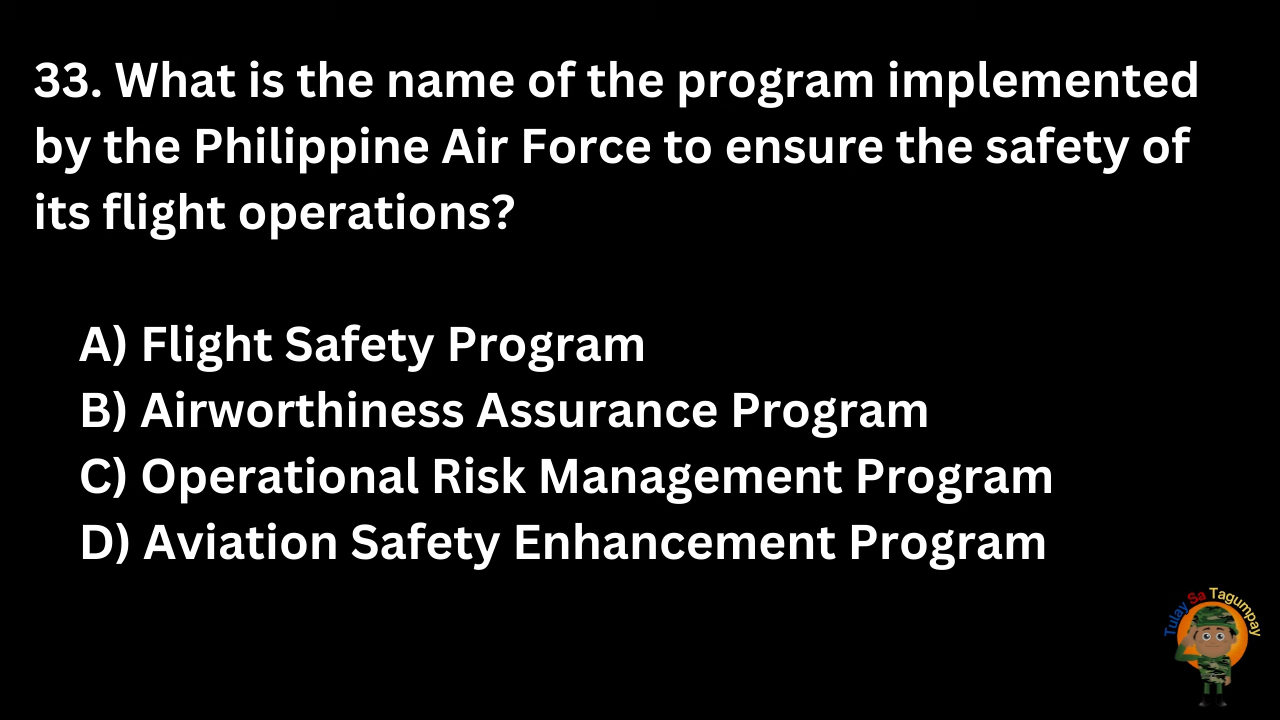 33. What is the name of the program implemented
by the Philippine Air Force to ensure the safety of
its flight operations?
A) Flight Safety Program
B) Airworthiness Assurance Program
C) Operational Risk Management Program
D) Aviation Safety Enhancement Program
Tulay Sa Tagumpay